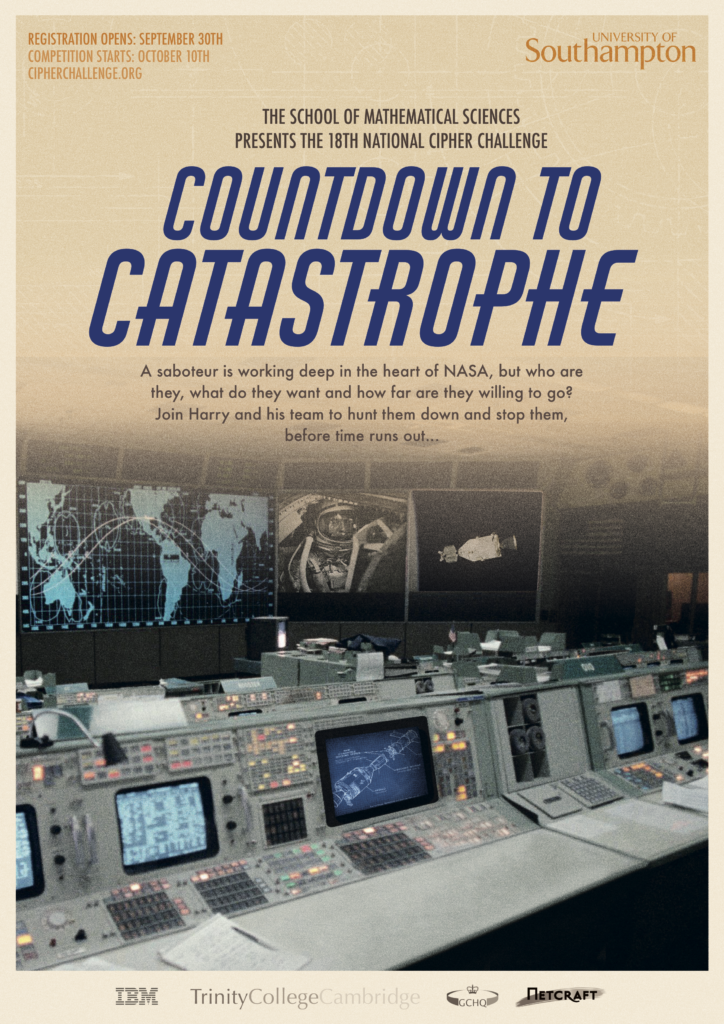 REGISTRATION OPENS: SEPTEMBER 30TH
COMPETITION STARTS: OCTOBER 10TH
CIPHERCHALLENGE.ORG
UNIVERSITY OF
Southampton
THE SCHOOL OF MATHEMATICAL SCIENCES
PRESENTS THE 18TH NATIONAL CIPHER CHALLENGE
COUNTDOWN TO
CATASTROPHE
A saboteur is working deep in the heart of NASA, but who are
they, what do they want and how far are they willing to go?
Join Harry and his team to hunt them down and stop them,
before time runs out...
IBM
TrinityCollegeCambridge
GCHQ
NETCRAFT